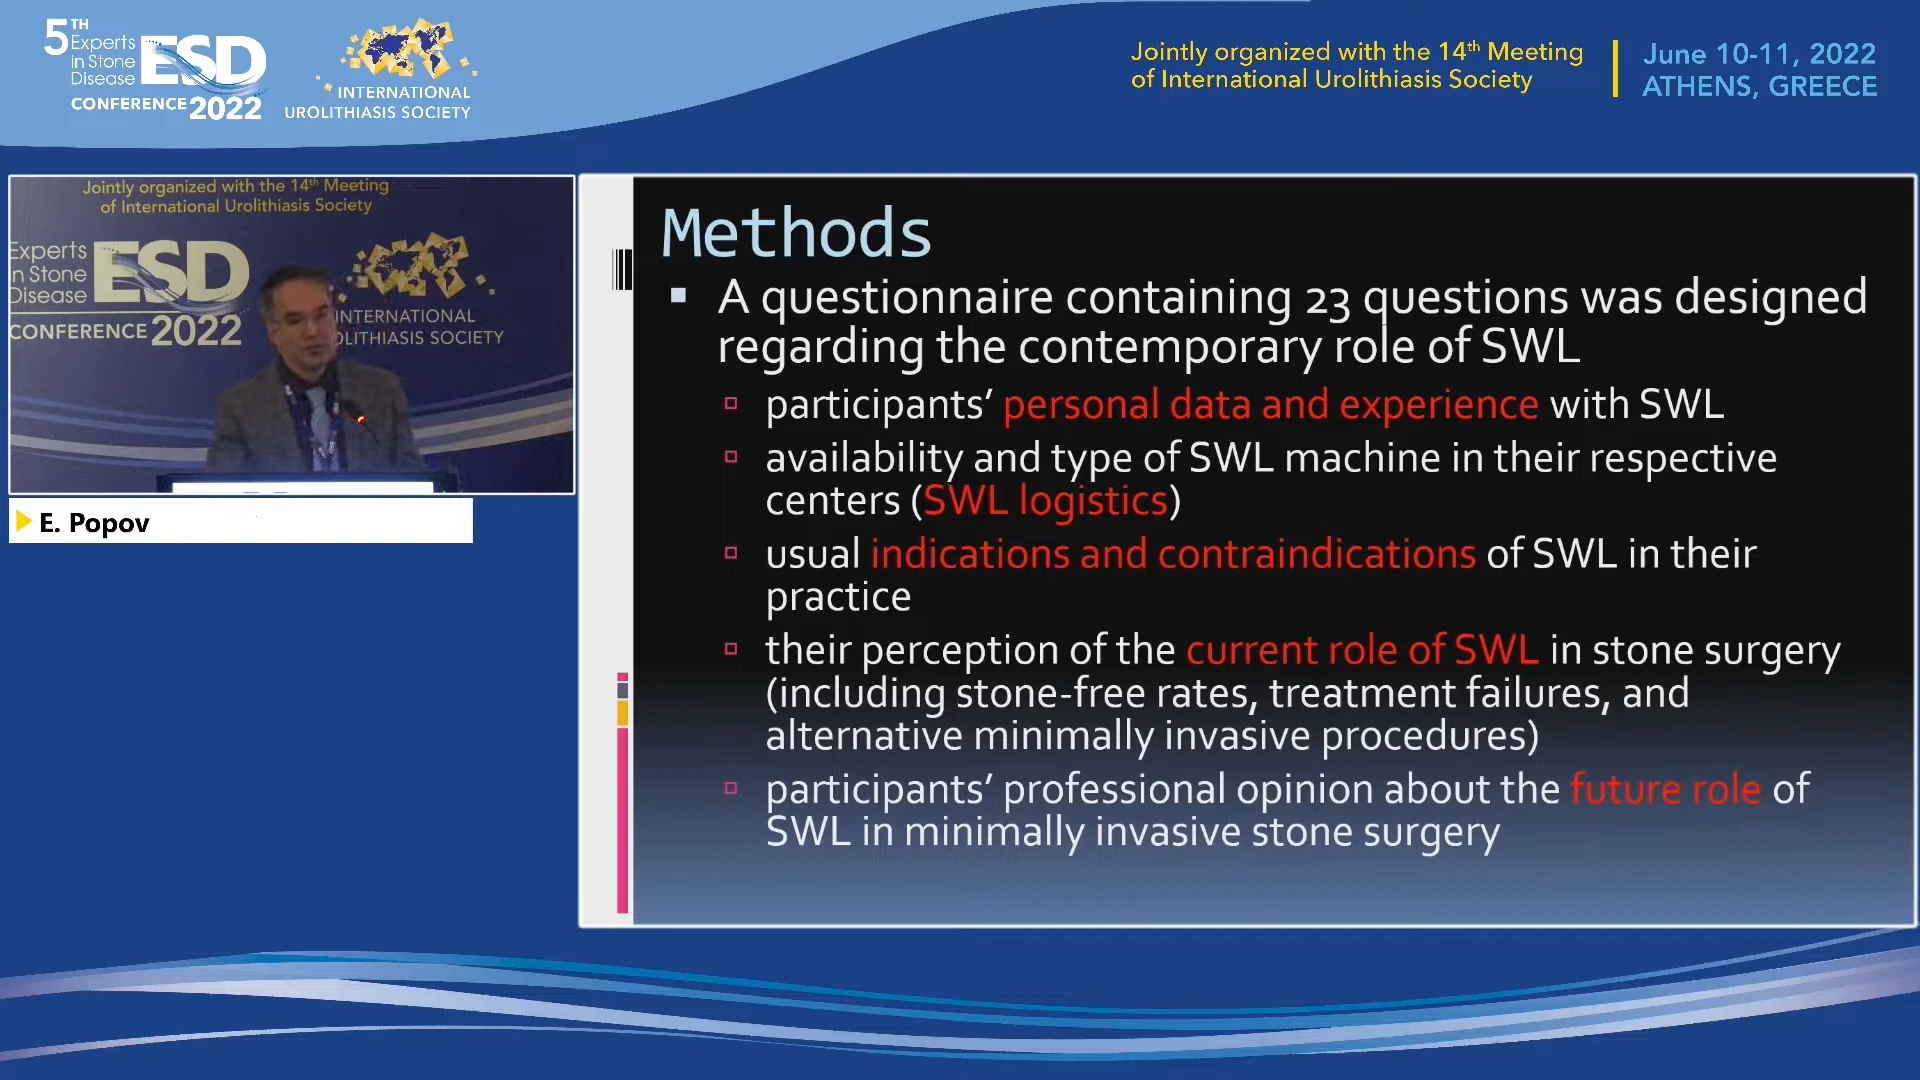 5TH
Experts
in Stone
Disease
ESD
CONFERENCE 2022
INTERNATIONAL
UROLITHIASIS SOCIETY
Jointly organized with the 14th Meeting
of International Urolithiasis Society
June 10-11, 2022
ATHENS, GREECE
Jointly organized with the 14th Meeting
of International Urolithiasis Society
Experts
in Stone
Disease
ESD
CONFERENCE 2022
INTERNATIONAL
OLITHIASIS SOCIETY
E. Popov
Methods
A questionnaire containing 23 questions was designed
regarding the contemporary role of SWL
participants’ personal data and experience with SWL
availability and type of SWL machine in their respective
centers (SWL logistics)
usual indications and contraindications of SWL in their
practice
their perception of the current role of SWL in stone surgery
(including stone-free rates, treatment failures, and
alternative minimally invasive procedures)
participants’ professional opinion about the future role of
SWL in minimally invasive stone surgery